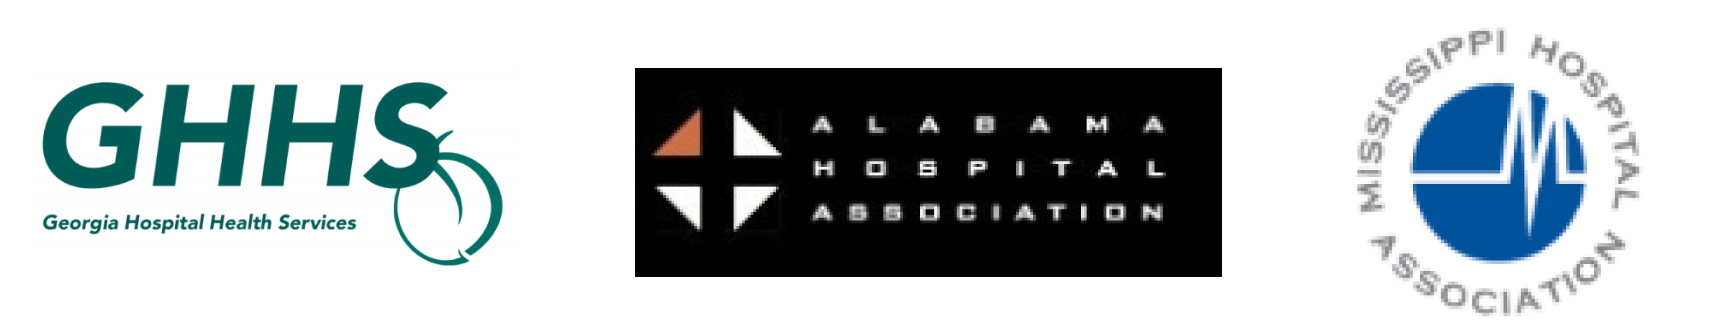 GHHS
Georgia Hospital Health Services
ALABAMA
HOSPITAL
ASSOCIATION
MISSISSIPPI HOSPITAL
ASSOCIATION